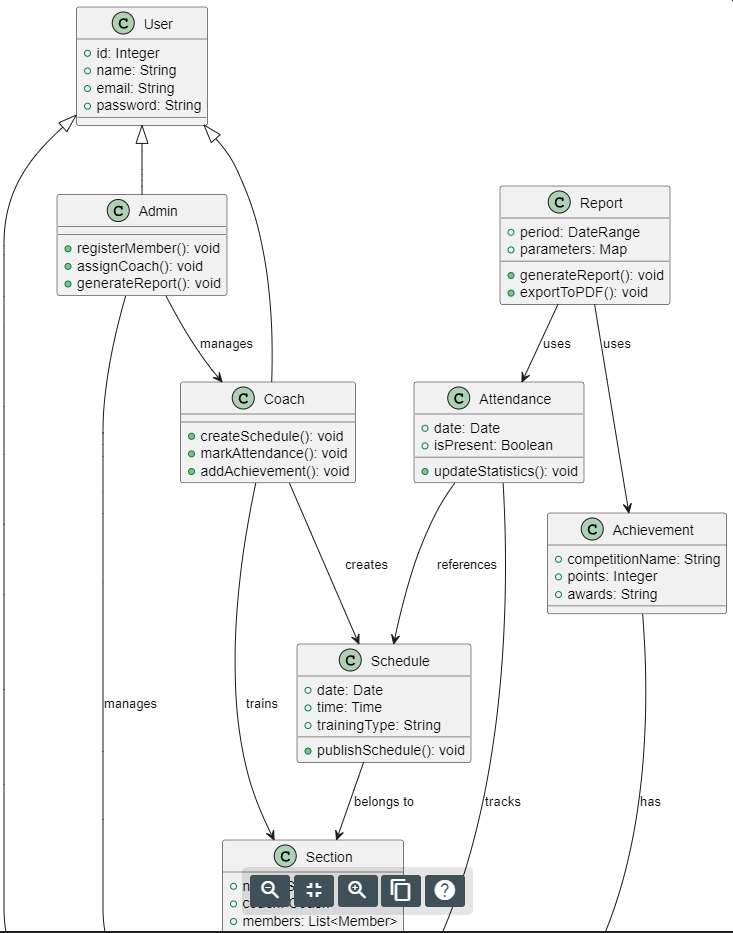 C User
id: Integer
name: String
email: String
password: String
C Admin
registerMember(): void
assignCoach(): void
generateReport(): void
C Report
period: DateRange
parameters: Map
generateReport(): void
exportToPDF(): void
manages
uses
uses
C Coach
createSchedule(): void
markAttendance(): void
addAchievement(): void
C Attendance
date: Date
isPresent: Boolean
updateStatistics(): void
C Achievement
competitionName: String
points: Integer
awards: String
creates
references
C Schedule
date: Date
time: Time
trainingType: String
publishSchedule(): void
manages
trains
belongs to
tracks
has
C Section
members: List<Member>
?